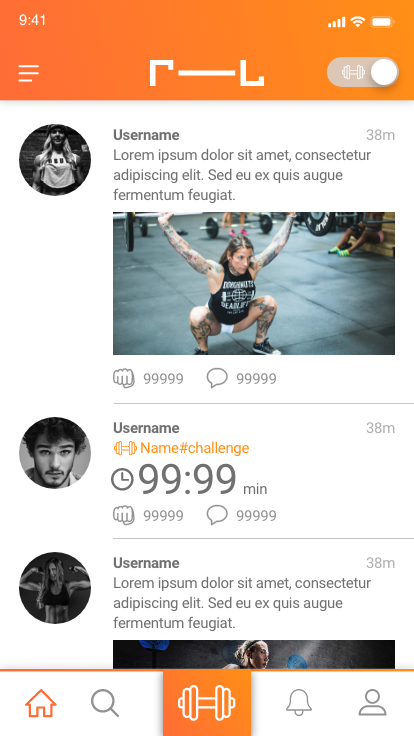 9:41
Username 38m
Lorem ipsum dolor sit amet, consectetur
adipiscing elit. Sed eu ex quis augue
fermentum feugiat.
DOUGHNUTS
DEADLIFTS
99999 99999
Username 38m
Name#challenge
99:99 min
99999 99999
Username 38m
Lorem ipsum dolor sit amet, consectetur
adipiscing elit. Sed eu ex quis augue
fermentum feugiat.